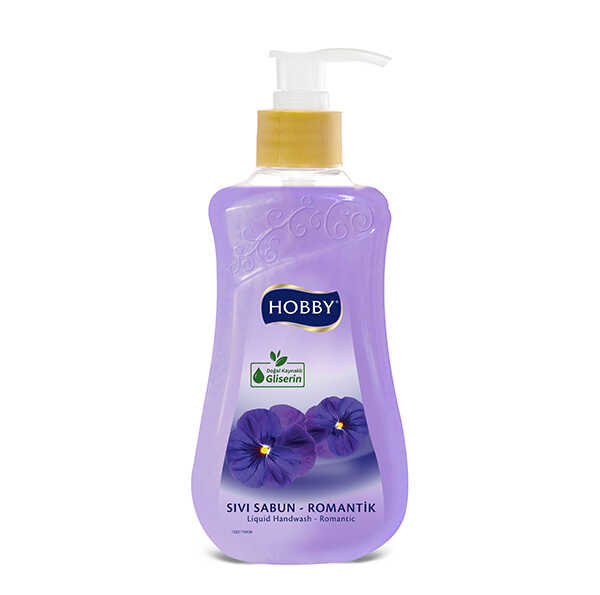 HOBBY®
Doğal Kaynaklı
Gliserin
SIVI SABUN - ROMANTİK
Liquid Handwash - Romantic